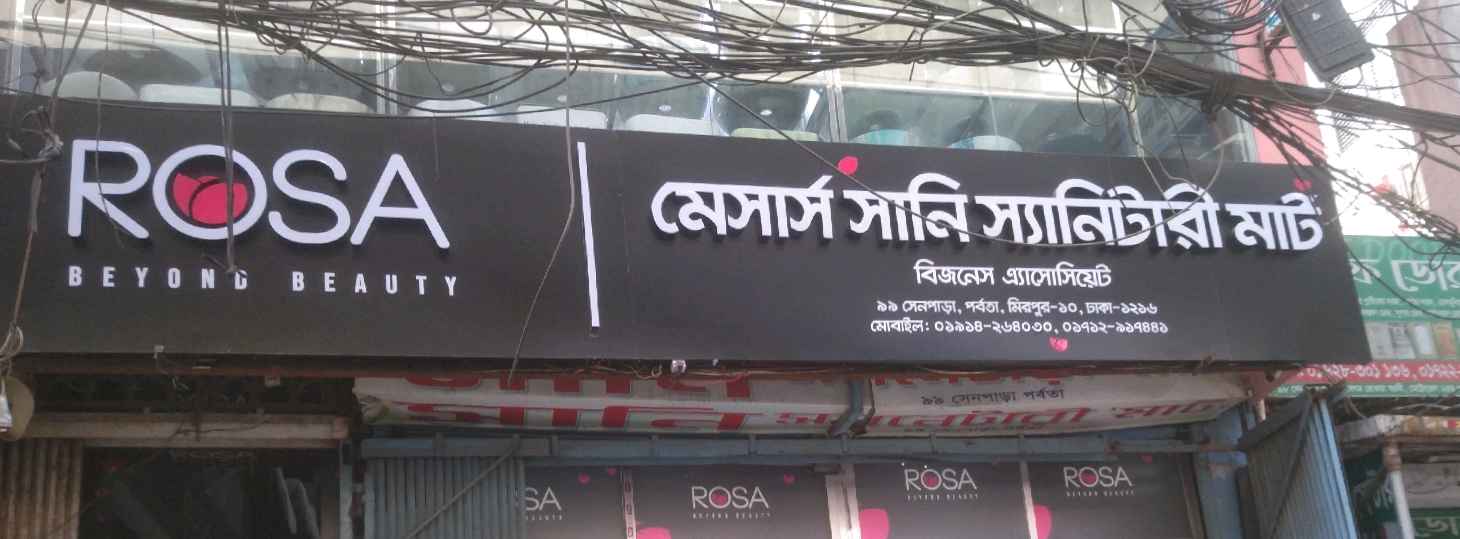 ROSA
BEYOND BEAUTY
মেসার্স সানি স্যানিটারী মার্ট
বিজনেস এ্যাসোসিয়েট
৯৯ সেনপাড়া, পর্বতা, মিরপুর-১০, ঢাকা-১২১৬
মোবাইল: ০১৯১৪-২৬৪০৩০, ০১৭১২-৯১৭৪৪১
৯৯ সেনপাড়া পর্বতা
ROSA
BEYOND BEAUTY
ROSA
BEYOND BEAUTY
ROSA
BEYOND BEAUTY